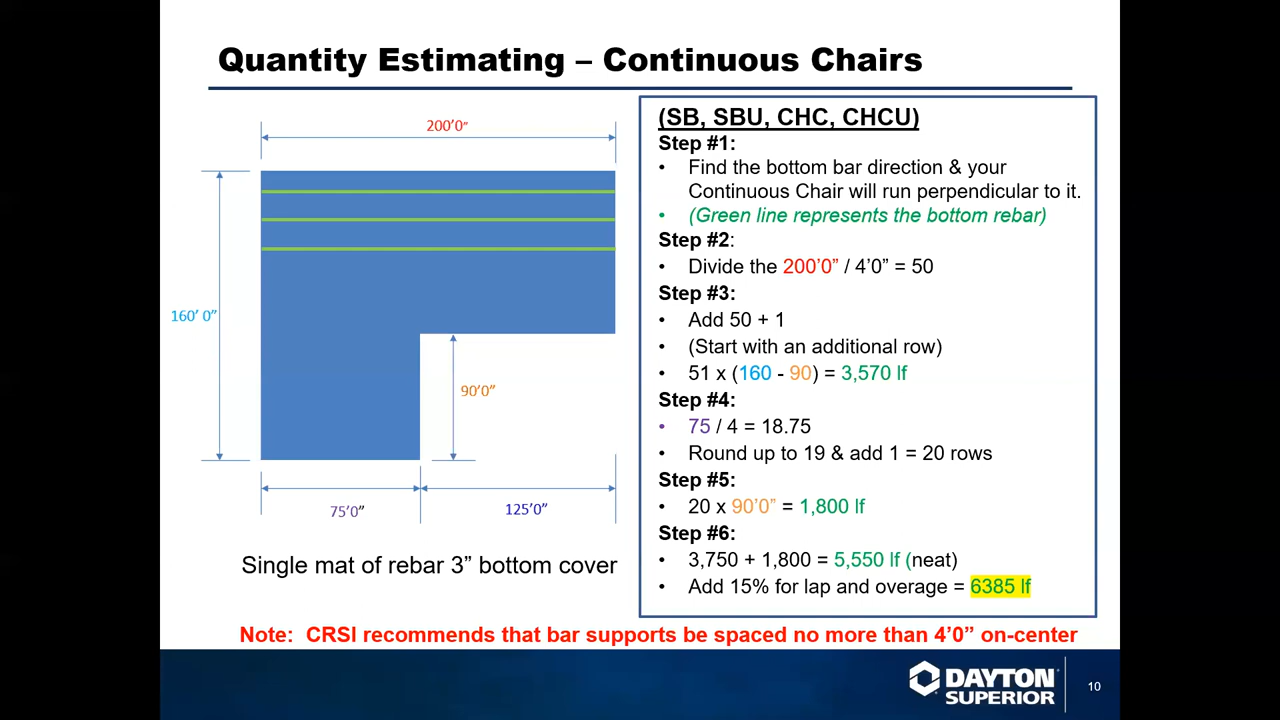 Quantity Estimating – Continuous Chairs
200'0"
160' 0"
90'0"
75'0"
125'0"
Single mat of rebar 3” bottom cover
(SB, SBU, CHC, CHCU)
Step #1:
• Find the bottom bar direction & your
Continuous Chair will run perpendicular to it.
• (Green line represents the bottom rebar)
Step #2:
• Divide the 200’0” / 4’0” = 50
Step #3:
• Add 50 + 1
• (Start with an additional row)
• 51 x (160 - 90) = 3,570 lf
Step #4:
• 75 / 4 = 18.75
• Round up to 19 & add 1 = 20 rows
Step #5:
• 20 x 90’0” = 1,800 lf
Step #6:
• 3,750 + 1,800 = 5,550 lf (neat)
• Add 15% for lap and overage = 6385 lf
Note: CRSI recommends that bar supports be spaced no more than 4’0” on-center
DAYTON
SUPERIOR
10